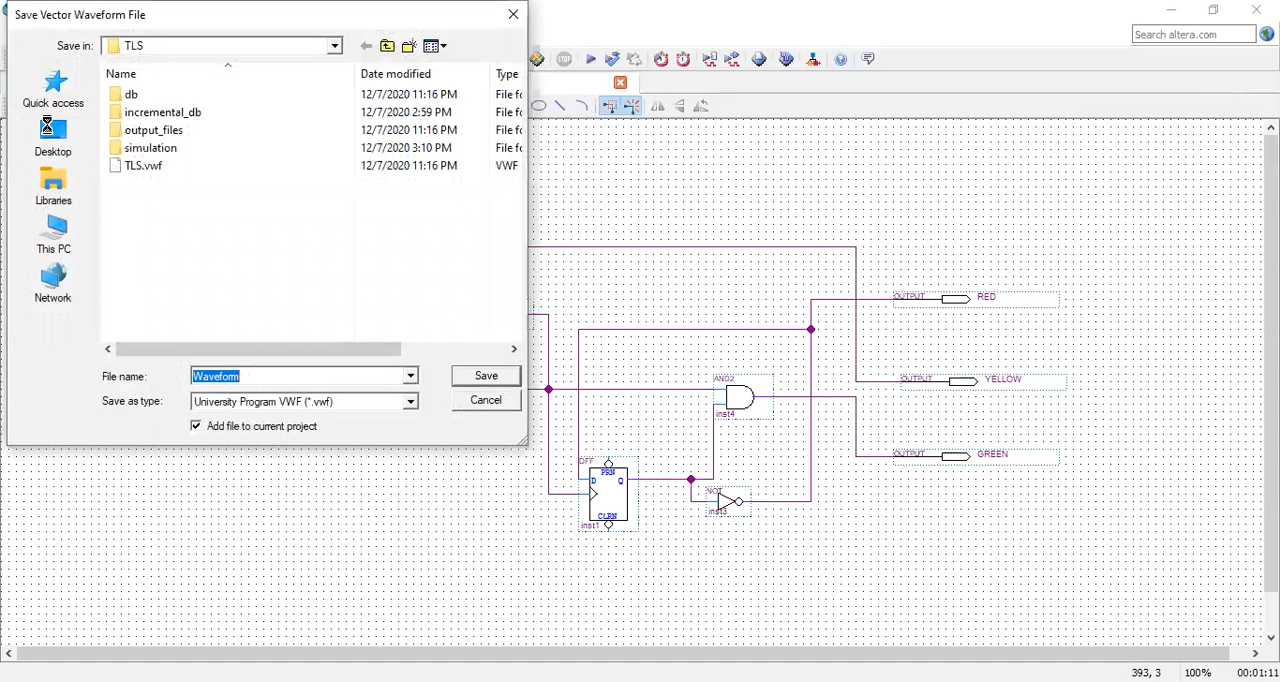 Save Vector Waveform File
Save in: TLS
Search altera.com
Name Date modified Type
db 12/7/2020 11:16 PM File fo
incremental_db 12/7/2020 2:59 PM File fo
output_files 12/7/2020 11:16 PM File fo
simulation 12/7/2020 3:10 PM File fo
TLS.vwf 12/7/2020 11:16 PM VWF
Quick access
Desktop
Libraries
This PC
Network
File name: Waveform
Save
Save as type: University Program VWF (*.vwf)
Cancel
Add file to current project
STOP
OUTPUT RED
OUTPUT YELLOW
AND2
inst4
OUTPUT GREEN
DFF
PRN
D Q
CLRN
inst1
NOT
inst3
393, 3 100% 00:01:11